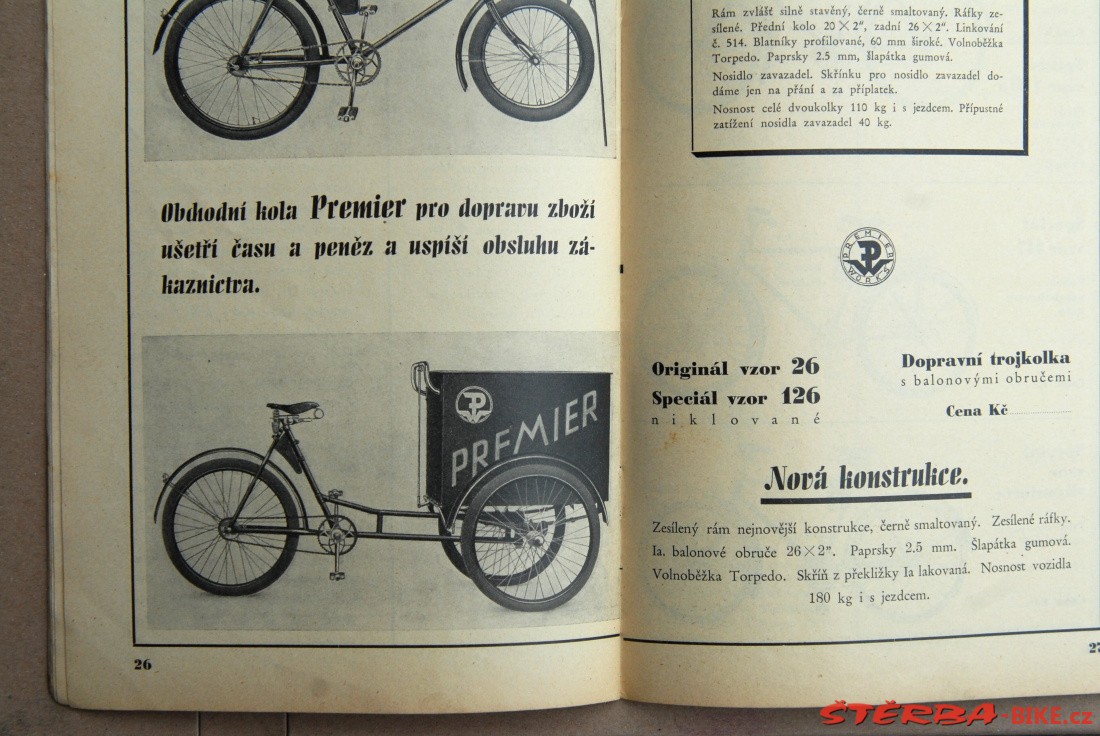 Obchodní kola Premier pro dopravu zboží
ušetří času a peněz a uspíší obsluhu zá-
kaznictva.
PREMIER
26
Rám zvlášť silně stavěný, černě smaltovaný. Ráfky ze-
sílené. Přední kolo 20×2", zadní 26×2". Linkování
č. 514. Blatníky profilované, 60 mm široké. Volnoběžka
Torpedo. Paprsky 2.5 mm, šlapátka gumová.
Nosidlo zavazadel. Skřínku pro nosidlo zavazadel do-
dáme jen na přání a za příplatek.
Nosnost celé dvoukolky 110 kg i s jezdcem. Přípustné
zatížení nosidla zavazadel 40 kg.
PREMIER
WORKS
Originál vzor 26
Speciál vzor 126
niklované
Dopravní trojkolka
s balonovými obručemi
Cena Kč
Nová konstrukce.
Zesílený rám nejnovější konstrukce, černě smaltovaný. Zesílené ráfky.
Ia. balonové obruče 26×2". Paprsky 2.5 mm. Šlapátka gumová.
Volnoběžka Torpedo. Skříň z překližky Ia lakovaná. Nosnost vozidla
180 kg i s jezdcem.
27
ŠTĚRBA-BIKE.cz